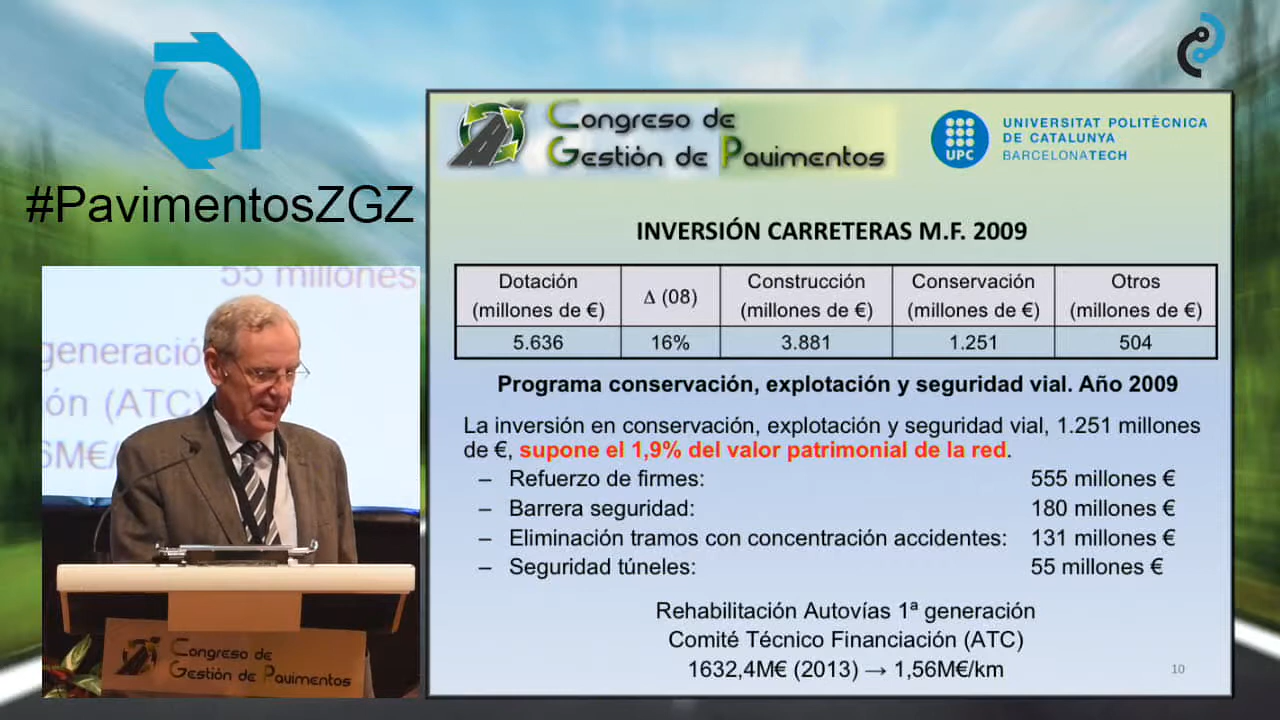 #PavimentosZGZ
55 millones
generació
ón (ATC)
6M€/
Congreso de
Gestión de Pavimentos
Congreso de
Gestión de Pavimentos
UPC
UNIVERSITAT POLITÈCNICA
DE CATALUNYA
BARCELONATECH
INVERSIÓN CARRETERAS M.F. 2009
Dotación (millones de €) Δ (08) Construcción (millones de €) Conservación (millones de €) Otros (millones de €)
5.636 16% 3.881 1.251 504
Programa conservación, explotación y seguridad vial. Año 2009
La inversión en conservación, explotación y seguridad vial, 1.251 millones
de €, supone el 1,9% del valor patrimonial de la red.
– Refuerzo de firmes: 555 millones €
– Barrera seguridad: 180 millones €
– Eliminación tramos con concentración accidentes: 131 millones €
– Seguridad túneles: 55 millones €
Rehabilitación Autovías 1ª generación
Comité Técnico Financiación (ATC)
1632,4M€ (2013) → 1,56M€/km
10